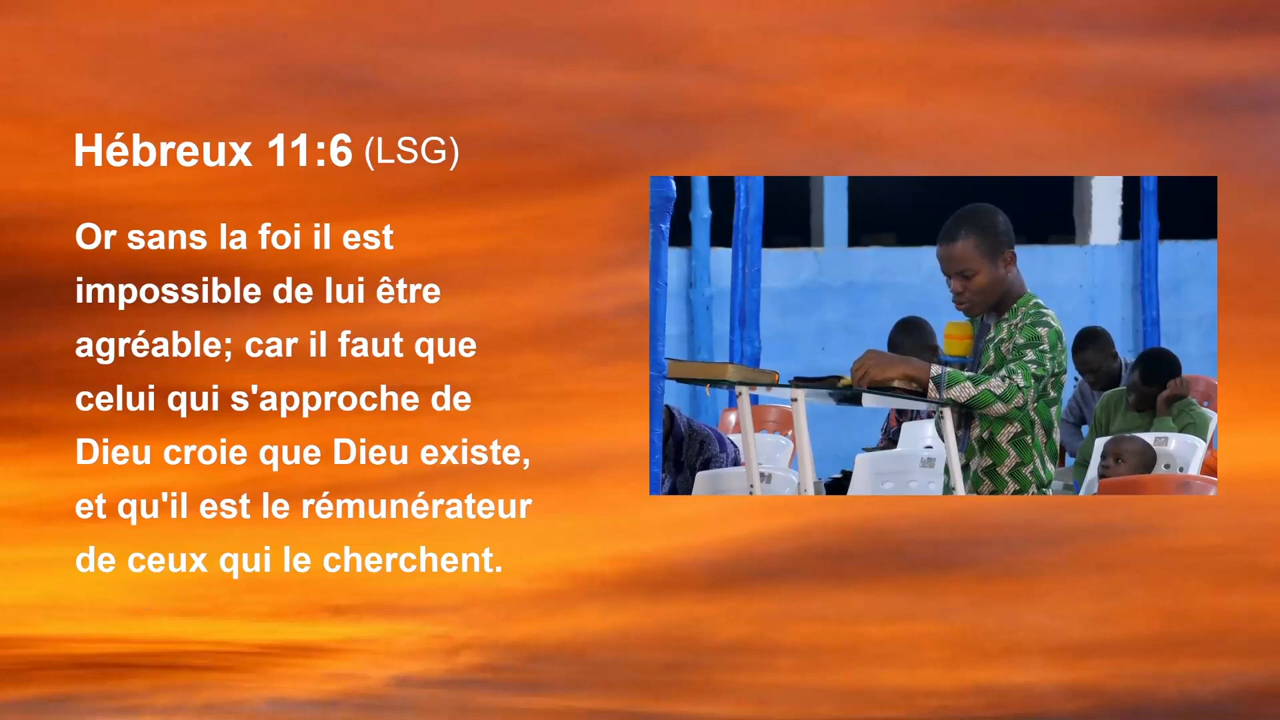 Hébreux 11:6 (LSG)
Or sans la foi il est
impossible de lui être
agréable; car il faut que
celui qui s'approche de
Dieu croie que Dieu existe,
et qu'il est le rémunérateur
de ceux qui le cherchent.